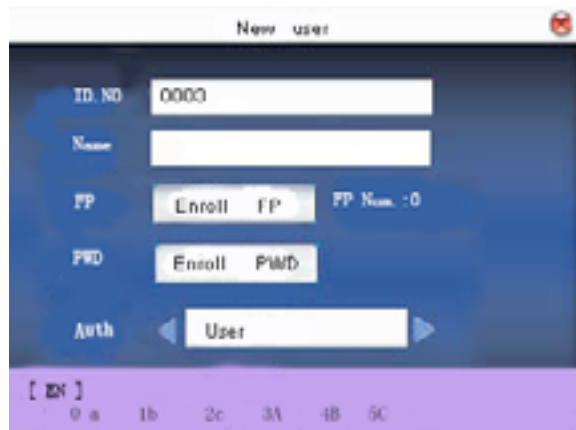 New user
ID.NO 0003
Name
FP Enroll FP FP Num. :0
PWD Enroll PWD
Auth User
[ EN ]
0 a 1b 2c 3A 4B 5C